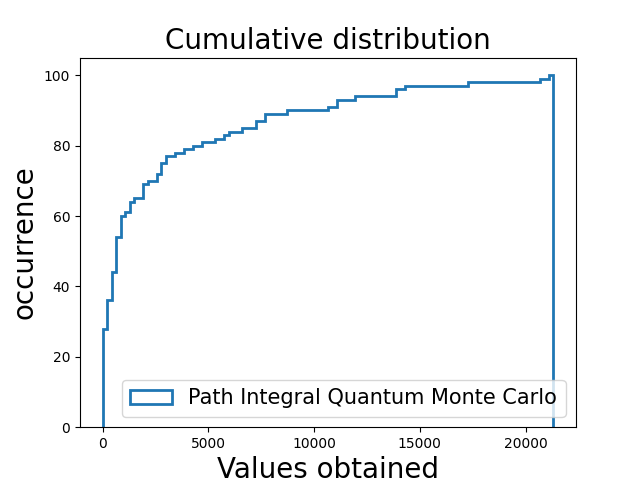 Cumulative distribution
100
80
60
40
20
0
occurrence
Path Integral Quantum Monte Carlo
0 5000 10000 15000 20000
Values obtained